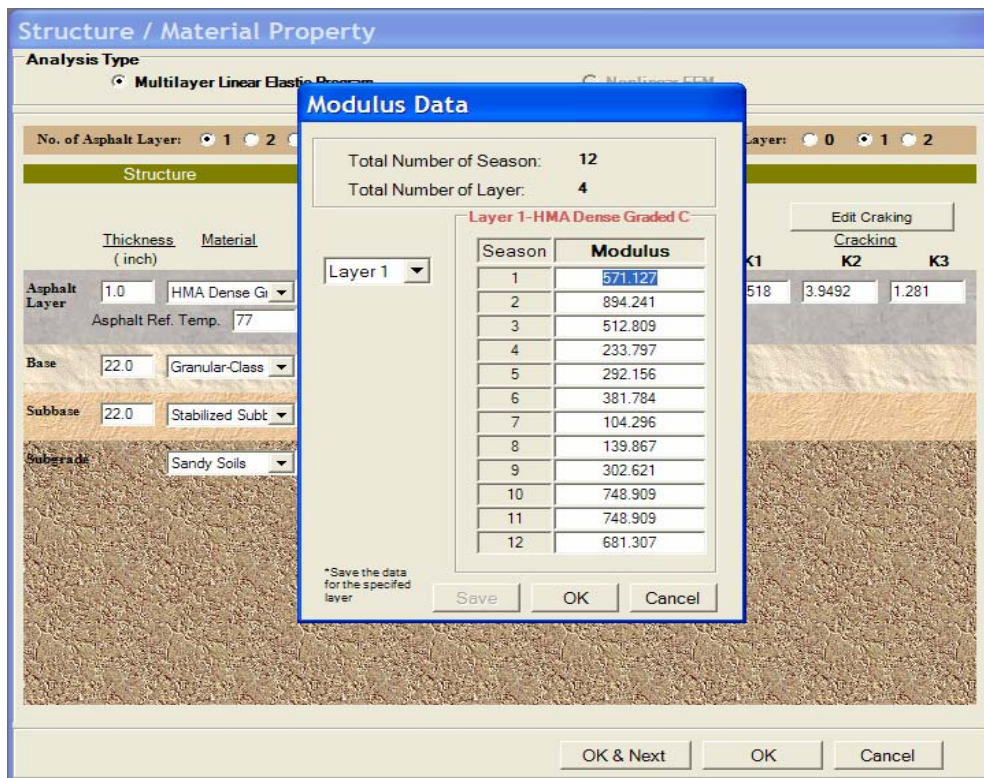 Structure / Material Property
Analysis Type
Multilayer Linear Elastic Program
Nonlinear FEM
Modulus Data
No. of Asphalt Layer: 1 2
Layer: 0 1 2
Total Number of Season: 12
Total Number of Layer: 4
Structure
Layer 1-HMA Dense Graded C
Edit Craking
Thickness Material
( inch)
Cracking
K1 K2 K3
Layer 1
Season Modulus
1 571.127
2 894.241
3 512.809
4 233.797
5 292.156
6 381.784
7 104.296
8 139.867
9 302.621
10 748.909
11 748.909
12 681.307
Asphalt Layer 1.0 HMA Dense Gr 518 3.9492 1.281
Asphalt Ref. Temp. 77
Base 22.0 Granular-Class
Subbase 22.0 Stabilized Subb
Subgrade Sandy Soils
*Save the data
for the specifed
layer
Save OK Cancel
OK & Next OK Cancel